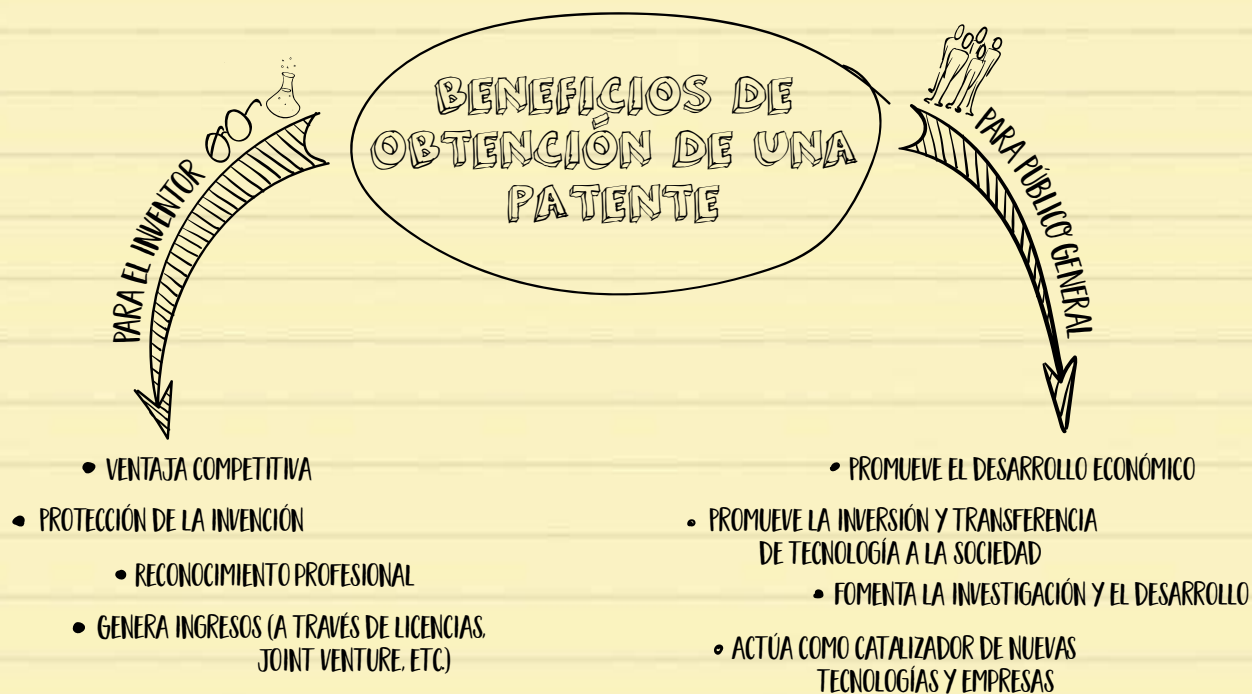 BENEFICIOS DE
OBTENCIÓN DE UNA
PATENTE
PARA EL INVENTOR
• VENTAJA COMPETITIVA
• PROTECCIÓN DE LA INVENCIÓN
• RECONOCIMIENTO PROFESIONAL
• GENERA INGRESOS (A TRAVÉS DE LICENCIAS,
JOINT VENTURE, ETC.)
PARA PÚBLICO GENERAL
• PROMUEVE EL DESARROLLO ECONÓMICO
• PROMUEVE LA INVERSIÓN Y TRANSFERENCIA
DE TECNOLOGÍA A LA SOCIEDAD
• FOMENTA LA INVESTIGACIÓN Y EL DESARROLLO
• ACTÚA COMO CATALIZADOR DE NUEVAS
TECNOLOGÍAS Y EMPRESAS